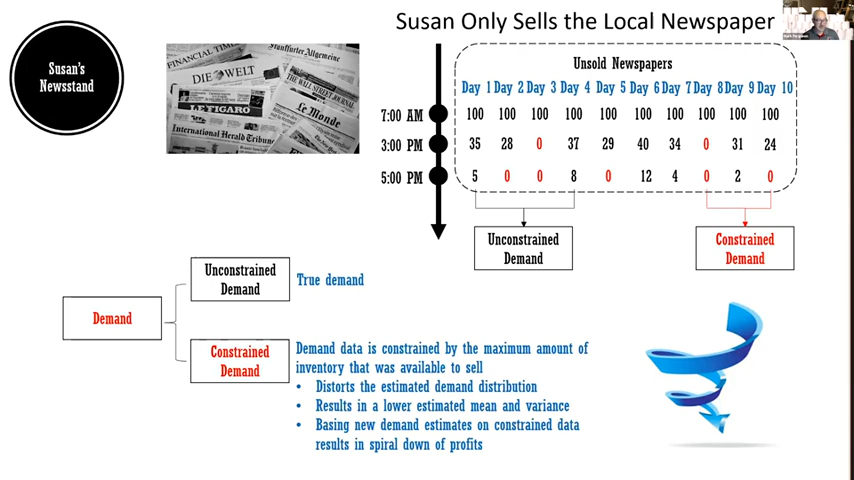 Susan Only Sells the Local Newspaper
Susan's
Newsstand
FINANCIAL TIMES
Frankfurter Allgemeine
DIE WELT
THE WALL STREET JOURNAL
LE FIGARO
Le Monde
International Herald Tribune
Unsold Newspapers
Day 1 Day 2 Day 3 Day 4 Day 5 Day 6 Day 7 Day 8 Day 9 Day 10
7:00 AM 100 100 100 100 100 100 100 100 100 100
3:00 PM 35 28 0 37 29 40 34 0 31 24
5:00 PM 5 0 0 8 0 12 4 0 2 0
Unconstrained
Demand
Constrained
Demand
Demand
Unconstrained
Demand
True demand
Constrained
Demand
Demand data is constrained by the maximum amount of
inventory that was available to sell
• Distorts the estimated demand distribution
• Results in a lower estimated mean and variance
• Basing new demand estimates on constrained data
results in spiral down of profits